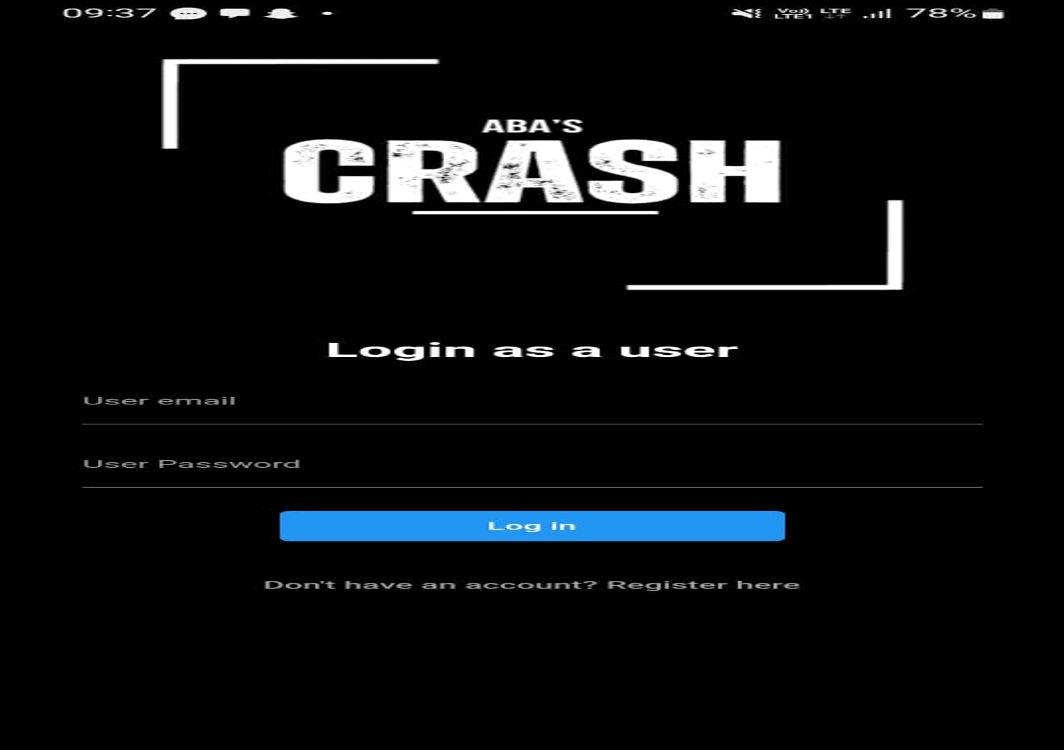 09:37 Vo)) LTE1 LTE 78%
ABA'S
CRASH
Login as a user
User email
User Password
Log in
Don't have an account? Register here